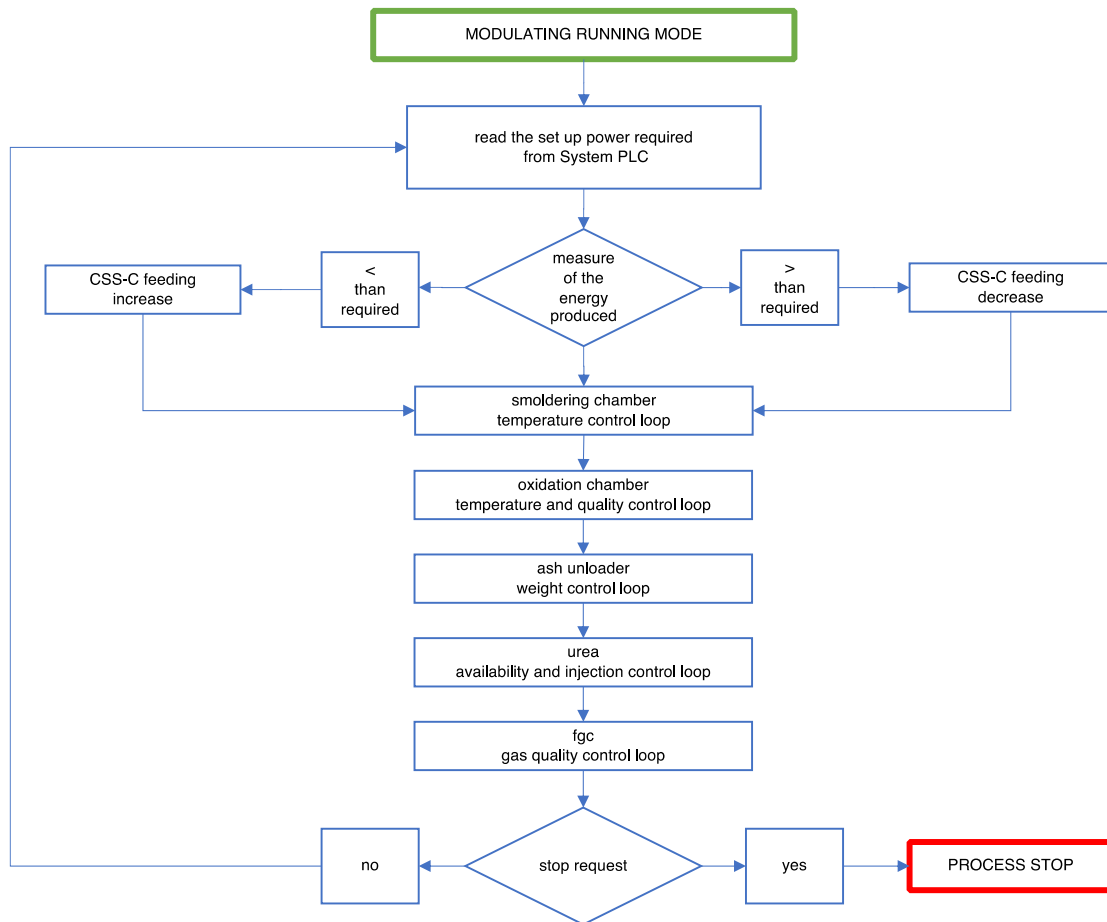 MODULATING RUNNING MODE
read the set up power required
from System PLC
measure
of the
energy
produced
<
than
required
>
than
required
CSS-C feeding
increase
CSS-C feeding
decrease
smoldering chamber
temperature control loop
oxidation chamber
temperature and quality control loop
ash unloader
weight control loop
urea
availability and injection control loop
fgc
gas quality control loop
no
stop request
yes
PROCESS STOP